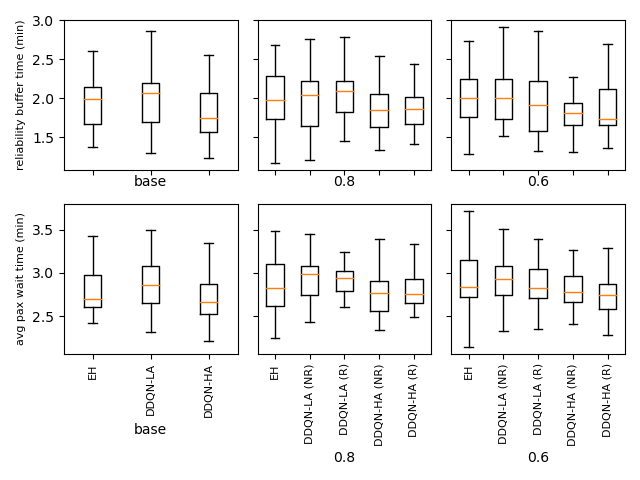 reliability buffer time (min)
3.0
2.5
2.0
1.5
base
0.8
0.6
avg pax wait time (min)
3.5
3.0
2.5
EH
DDQN-LA
DDQN-HA
base
EH
DDQN-LA (NR)
DDQN-LA (R)
DDQN-HA (NR)
DDQN-HA (R)
0.8
EH
DDQN-LA (NR)
DDQN-LA (R)
DDQN-HA (NR)
DDQN-HA (R)
0.6